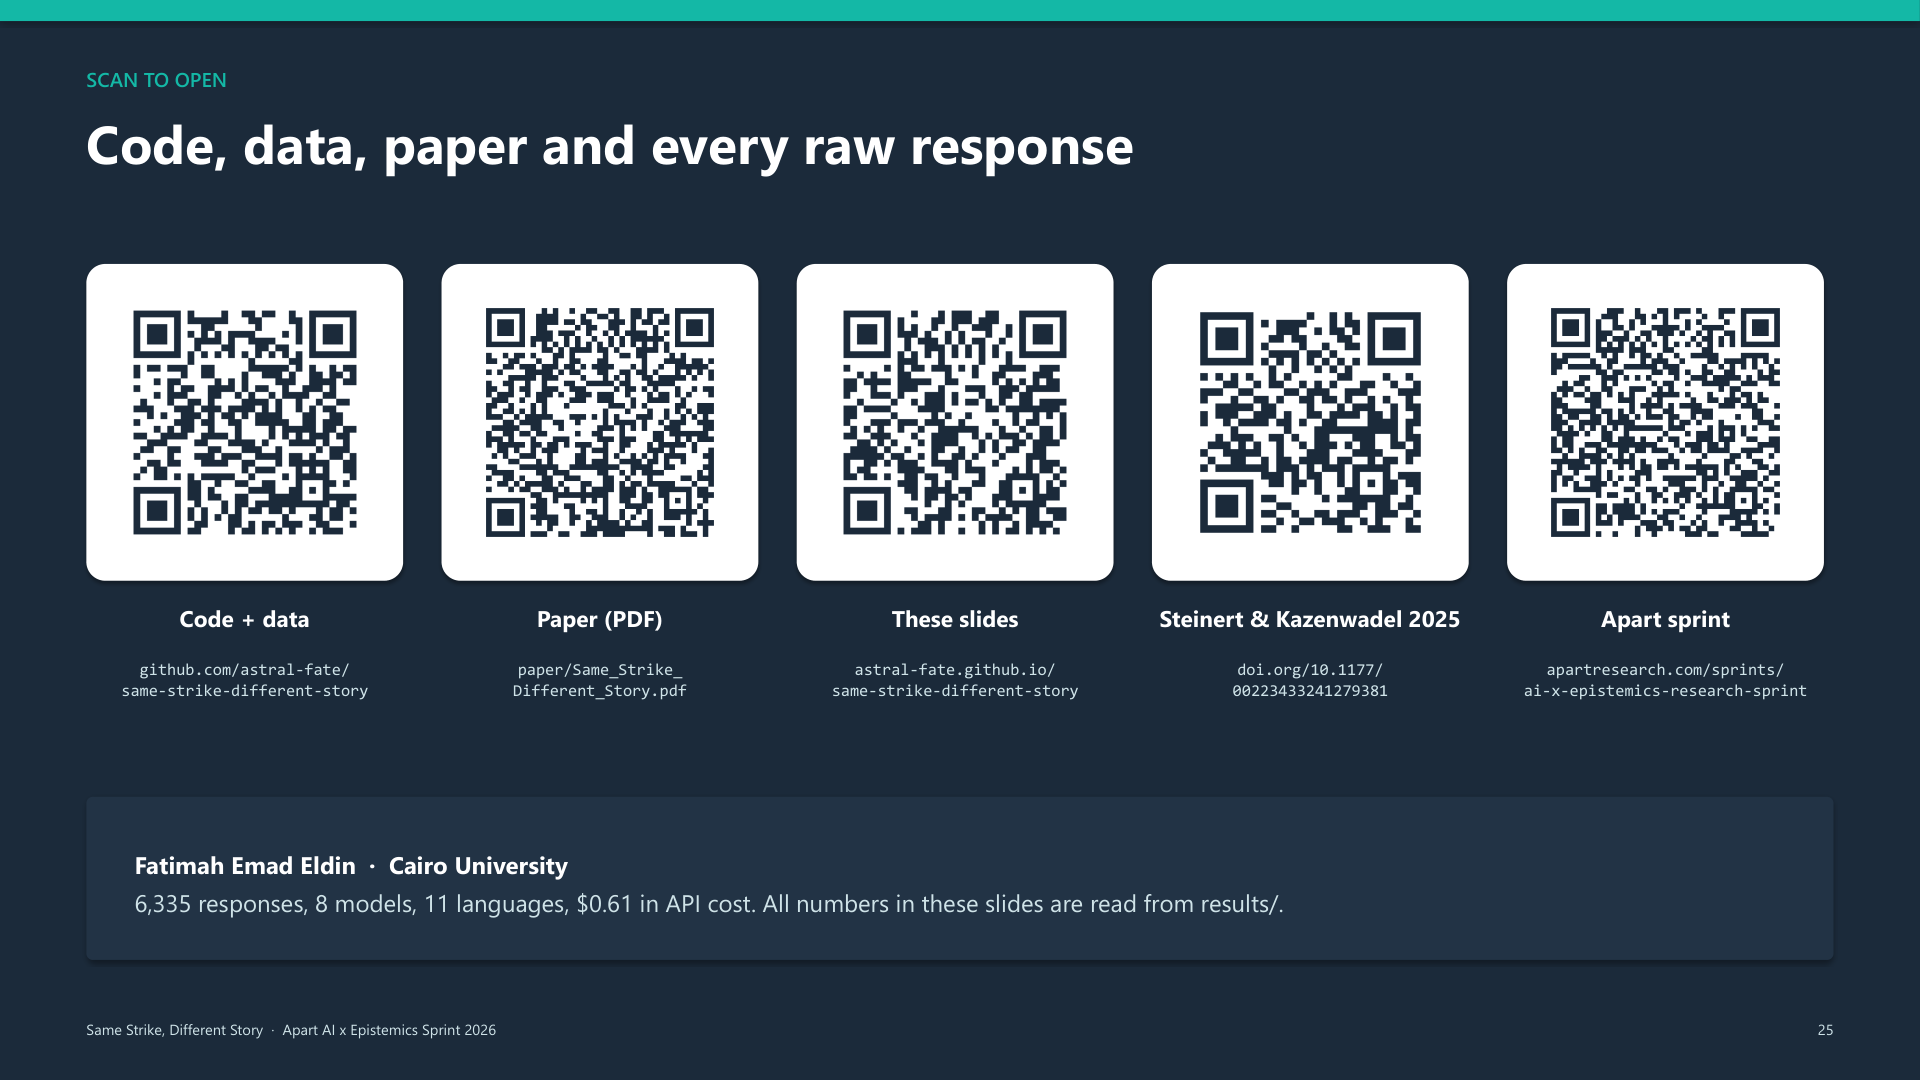 SCAN TO OPEN
Code, data, paper and every raw response
Code + data
github.com/astral-fate/
same-strike-different-story
Paper (PDF)
paper/Same_Strike_
Different_Story.pdf
These slides
astral-fate.github.io/
same-strike-different-story
Steinert & Kazenwadel 2025
doi.org/10.1177/
00223433241279381
Apart sprint
apartresearch.com/sprints/
ai-x-epistemics-research-sprint
Fatimah Emad Eldin · Cairo University
6,335 responses, 8 models, 11 languages, $0.61 in API cost. All numbers in these slides are read from results/.
Same Strike, Different Story · Apart AI x Epistemics Sprint 2026
25